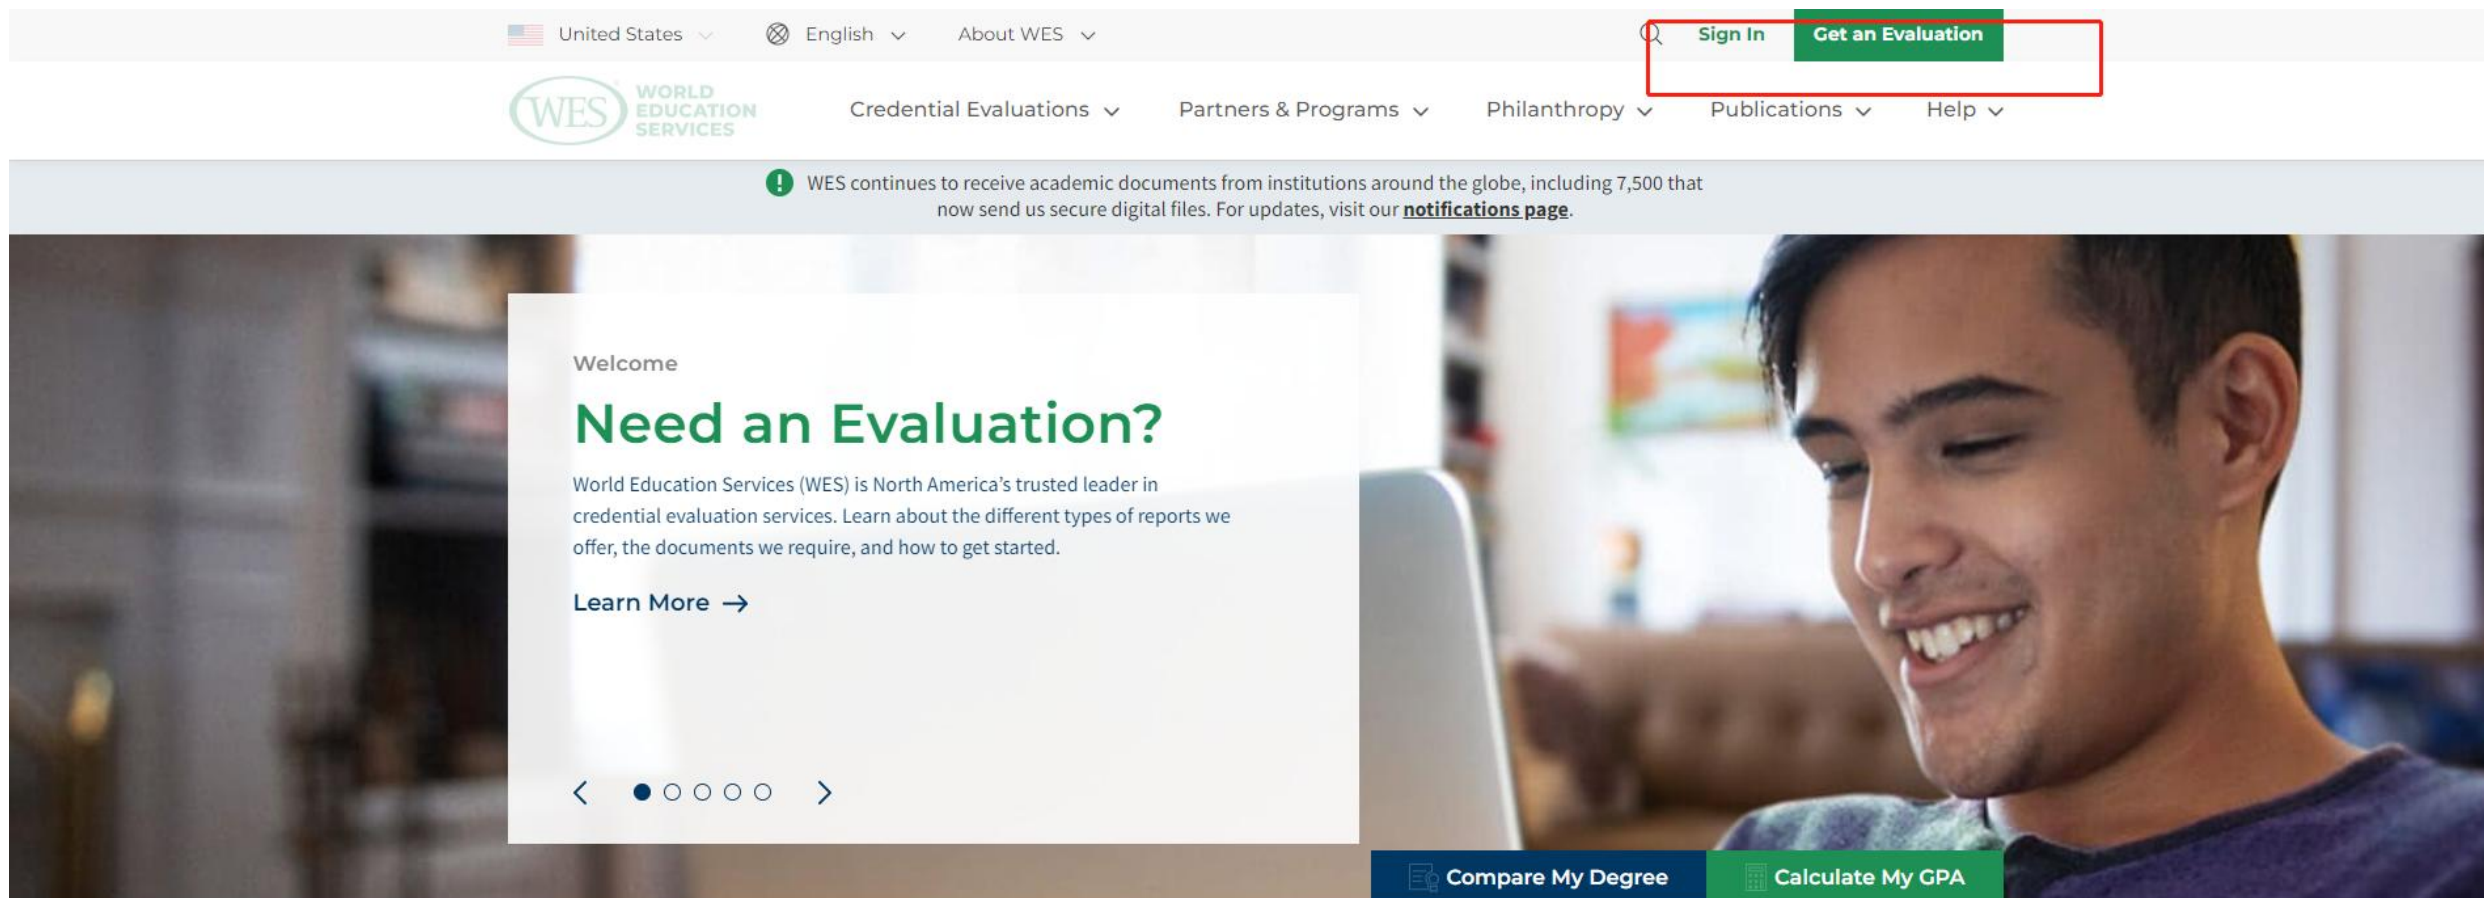 United States English About WES Sign In Get an Evaluation
WES WORLD EDUCATION SERVICES
Credential Evaluations Partners & Programs Philanthropy Publications Help
WES continues to receive academic documents from institutions around the globe, including 7,500 that
now send us secure digital files. For updates, visit our notifications page.
Welcome
Need an Evaluation?
World Education Services (WES) is North America's trusted leader in
credential evaluation services. Learn about the different types of reports we
offer, the documents we require, and how to get started.
Learn More
Compare My Degree Calculate My GPA